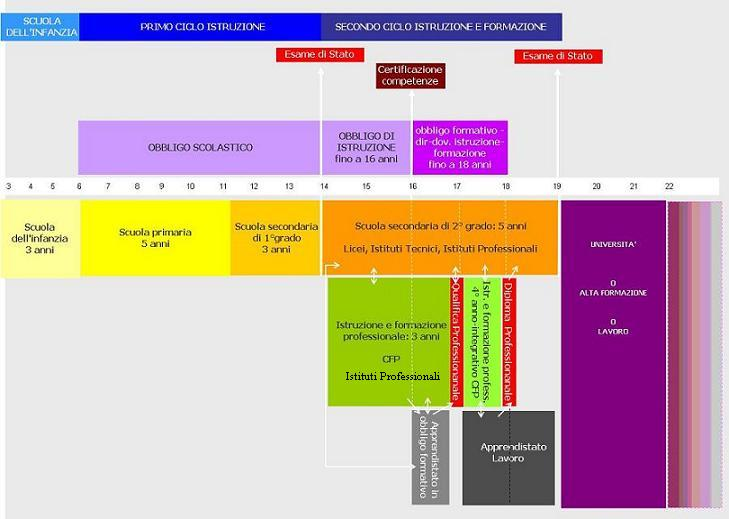 SCUOLA
DELL'INFANZIA
PRIMO CICLO ISTRUZIONE
SECONDO CICLO ISTRUZIONE E FORMAZIONE
Esame di Stato
Certificazione
competenze
Esame di Stato
OBBLIGO SCOLASTICO
OBBLIGO DI
ISTRUZIONE
fino a 16 anni
obbligo formativo -
dir-dov. istruzione-
formazione
fino a 18 anni
3 4 5 6 7 8 9 10 11 12 13 14 15 16 17 18 19 20 21 22
Scuola
dell'infanzia
3 anni
Scuola primaria
5 anni
Scuola secondaria
di 1°grado
3 anni
Scuola secondaria di 2° grado: 5 anni
Licei, Istituti Tecnici, Istituti Professionali
UNIVERSITA'
O
ALTA FORMAZIONE
O
LAVORO
Istruzione e formazione
professionale: 3 anni
CFP
Istituti Professionali
Qualifica Professionanale
Istr. e formazione profess.
4° anno-integrativo CFP
Diploma Professionanale
Apprendistato in
obbligo formativo
Apprendistato
Lavoro